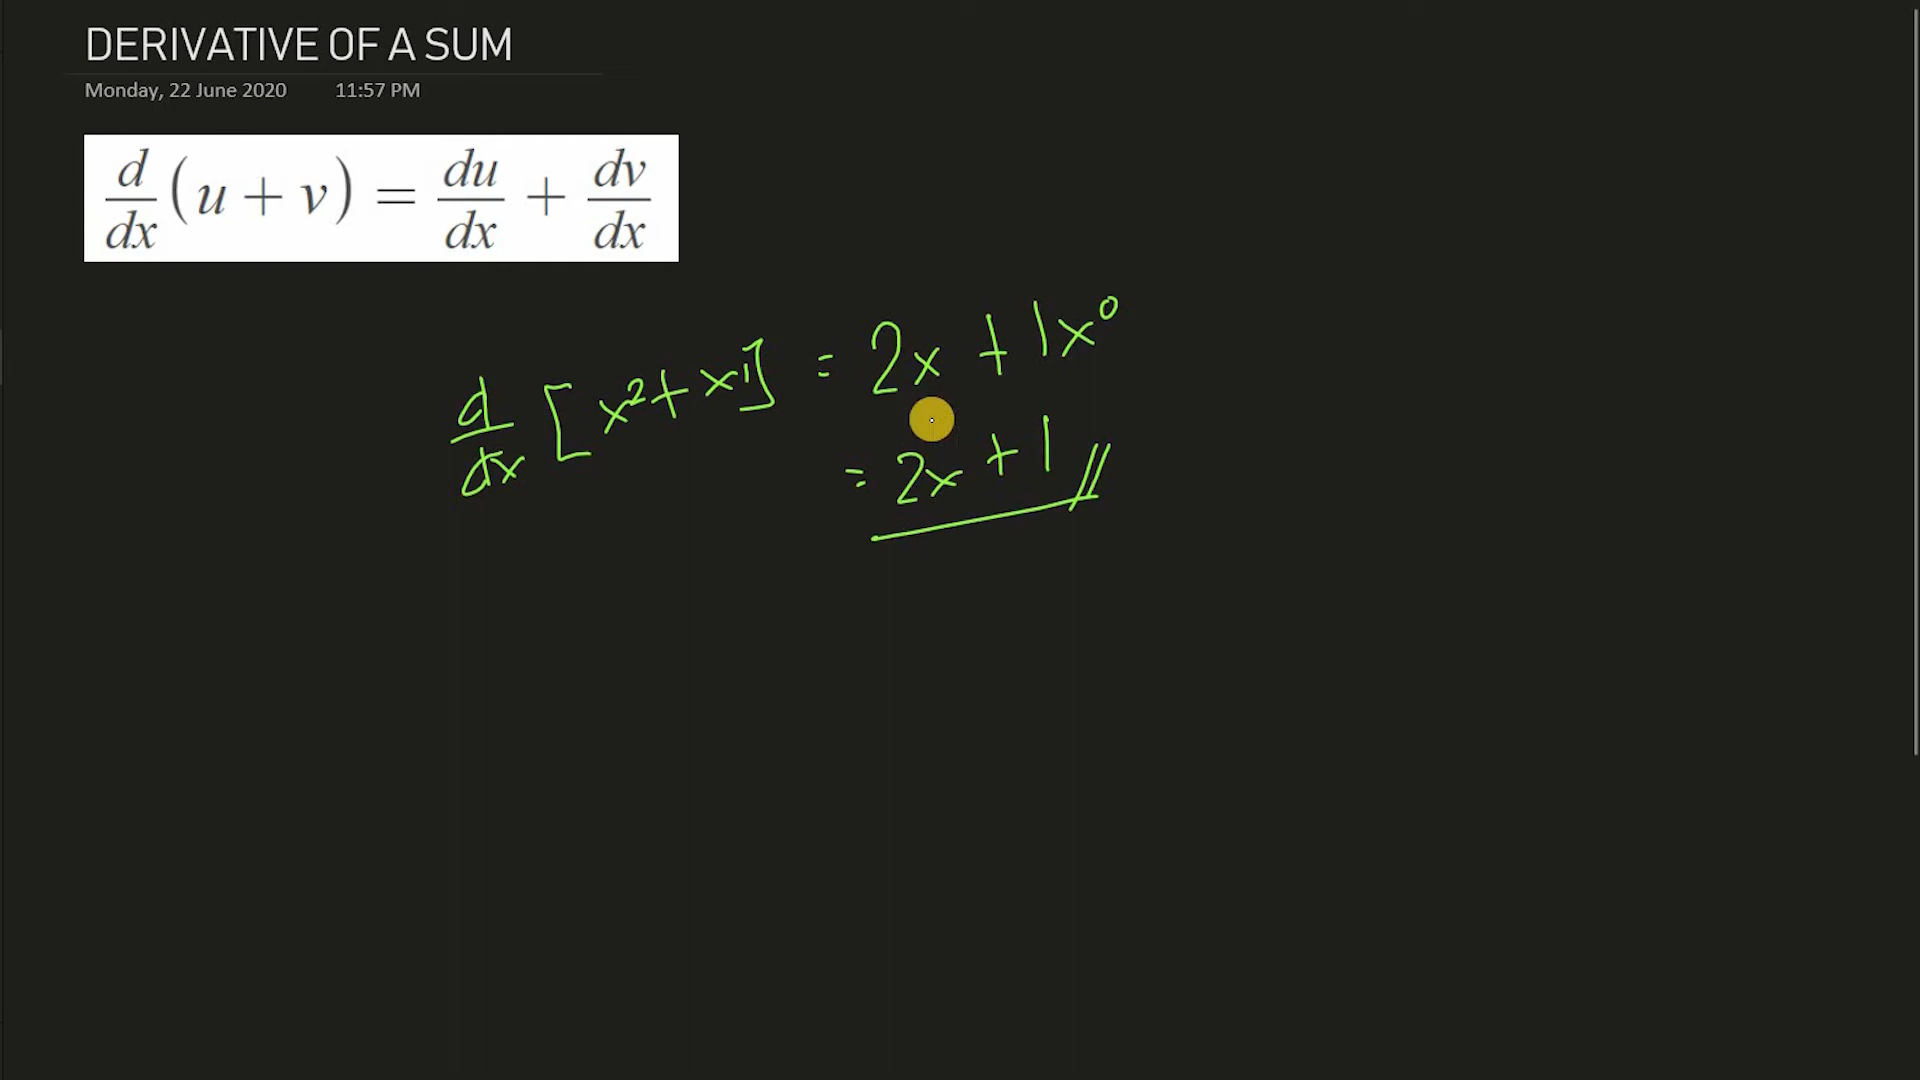 DERIVATIVE OF A SUM
Monday, 22 June 2020 11:57 PM
d/dx (u + v) = du/dx + dv/dx
d/dx [x² + x¹] = 2x + 1x⁰
= 2x + 1 //